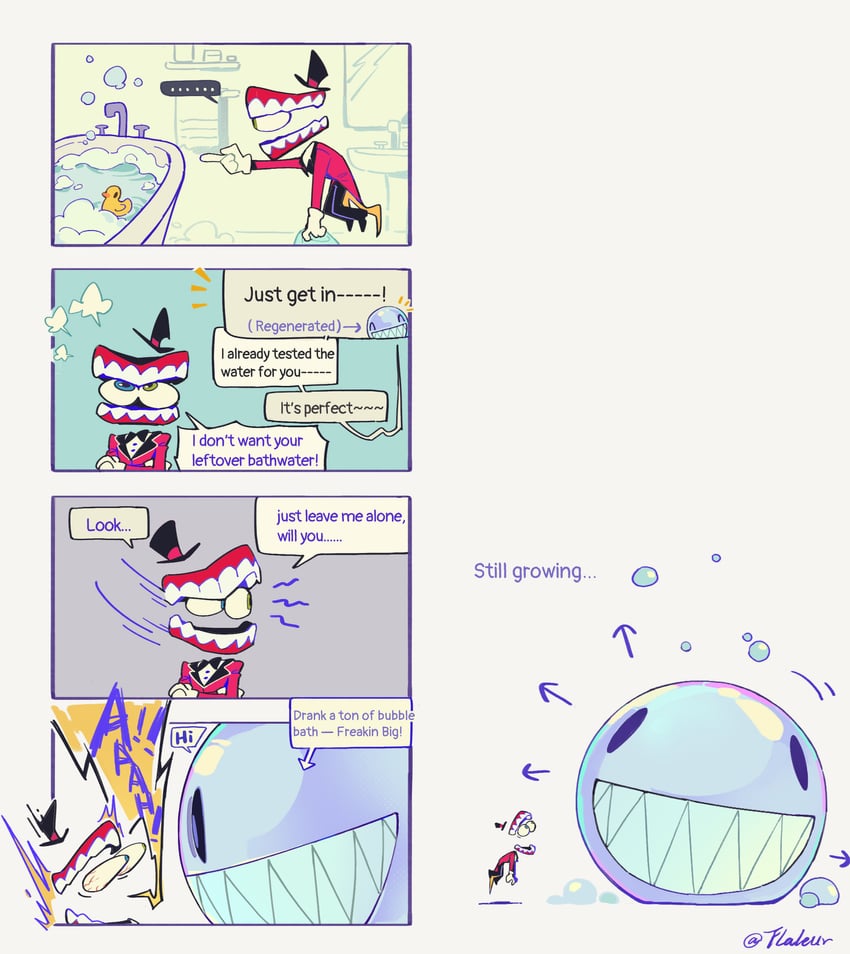 ......
Just get in-----!
(Regenerated)→
I already tested the
water for you-----
It's perfect~~~
I don't want your
leftover bathwater!
Look...
just leave me alone,
will you......
AAAAH!!
Hi
Drank a ton of bubble
bath — Freakin Big!
Still growing...
@Flaleur